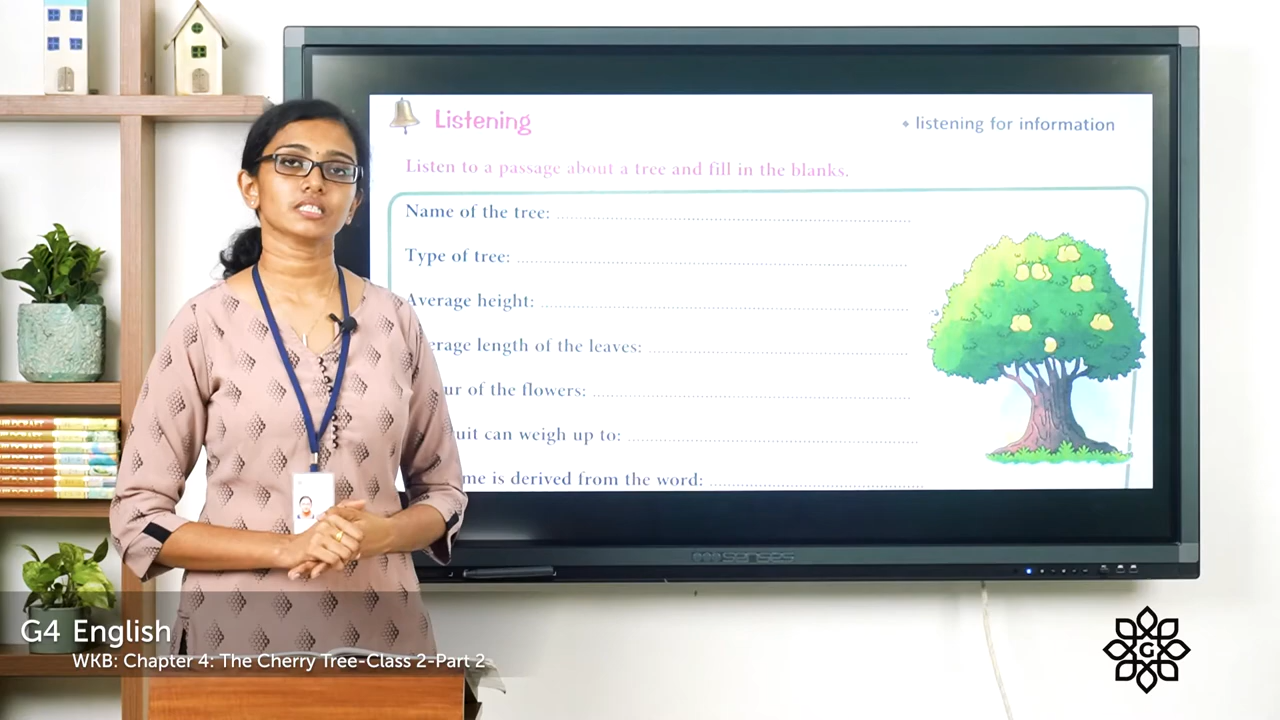 Listening
❖ listening for information
Listen to a passage about a tree and fill in the blanks.
Name of the tree:
Type of tree:
Average height:
erage length of the leaves:
ur of the flowers:
uit can weigh up to:
me is derived from the word:
G4 English
WKB: Chapter 4: The Cherry Tree-Class 2-Part 2
G